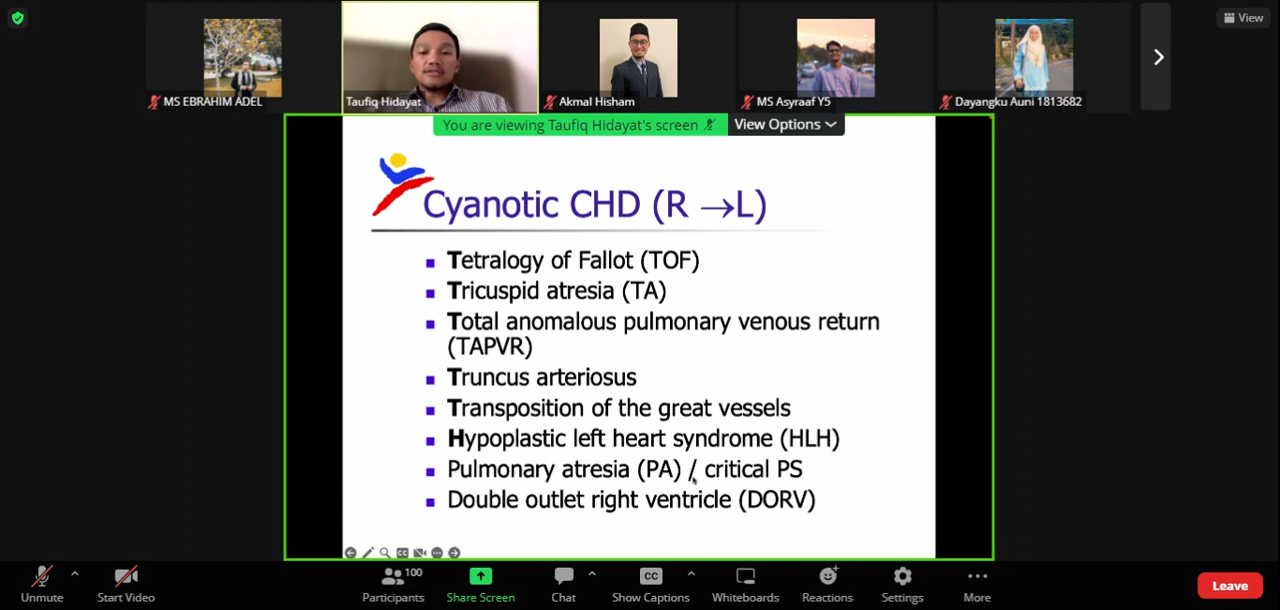 View
MS EBRAHIM ADEL
Taufiq Hidayat
Akmal Hisham
MS Asyraaf Y5
Dayangku Auni 1813682
You are viewing Taufiq Hidayat's screen
View Options
Cyanotic CHD (R →L)
Tetralogy of Fallot (TOF)
Tricuspid atresia (TA)
Total anomalous pulmonary venous return
(TAPVR)
Truncus arteriosus
Transposition of the great vessels
Hypoplastic left heart syndrome (HLH)
Pulmonary atresia (PA) / critical PS
Double outlet right ventricle (DORV)
CC
100
CC
Unmute
Start Video
Participants
Share Screen
Chat
Show Captions
Whiteboards
Reactions
Settings
More
Leave